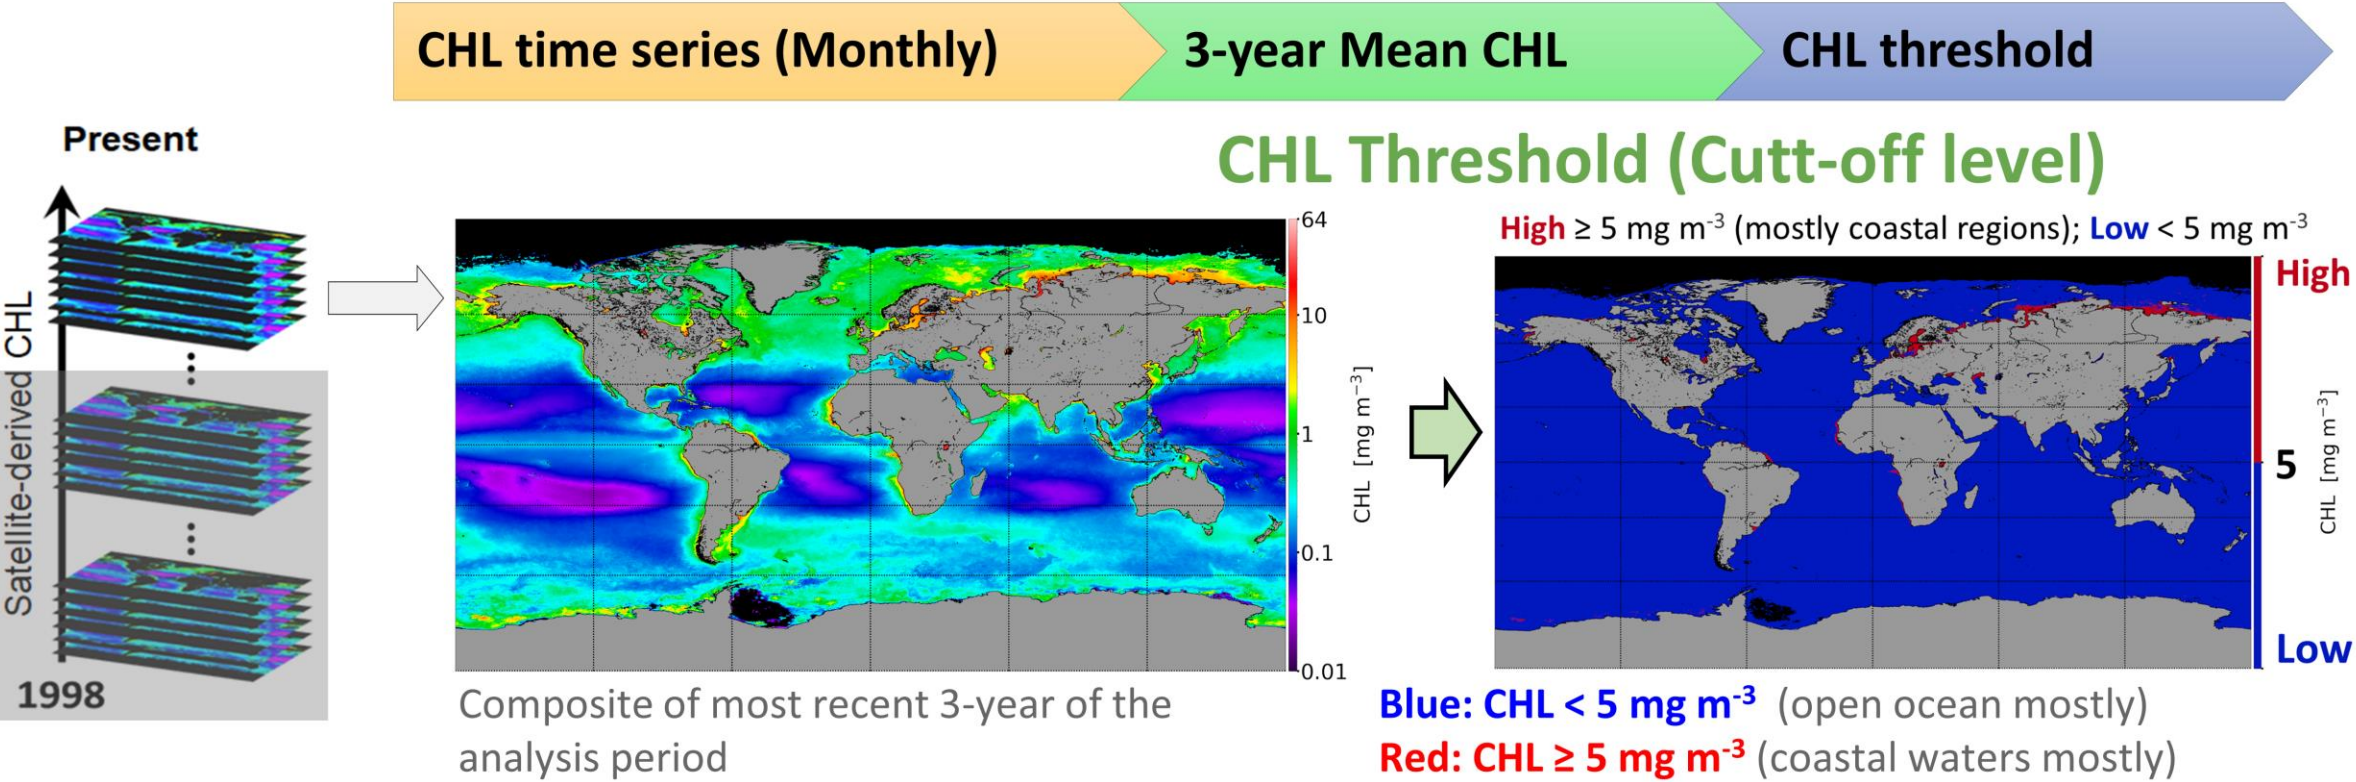 CHL time series (Monthly)
3-year Mean CHL
CHL threshold
Present
Satellite-derived CHL
1998
CHL Threshold (Cutt-off level)
64
10
1
0.1
0.01
CHL [mg m⁻³]
Composite of most recent 3-year of the
analysis period
High ≥ 5 mg m⁻³ (mostly coastal regions); Low < 5 mg m⁻³
High
5
Low
CHL [mg m⁻³]
Blue: CHL < 5 mg m⁻³ (open ocean mostly)
Red: CHL ≥ 5 mg m⁻³ (coastal waters mostly)